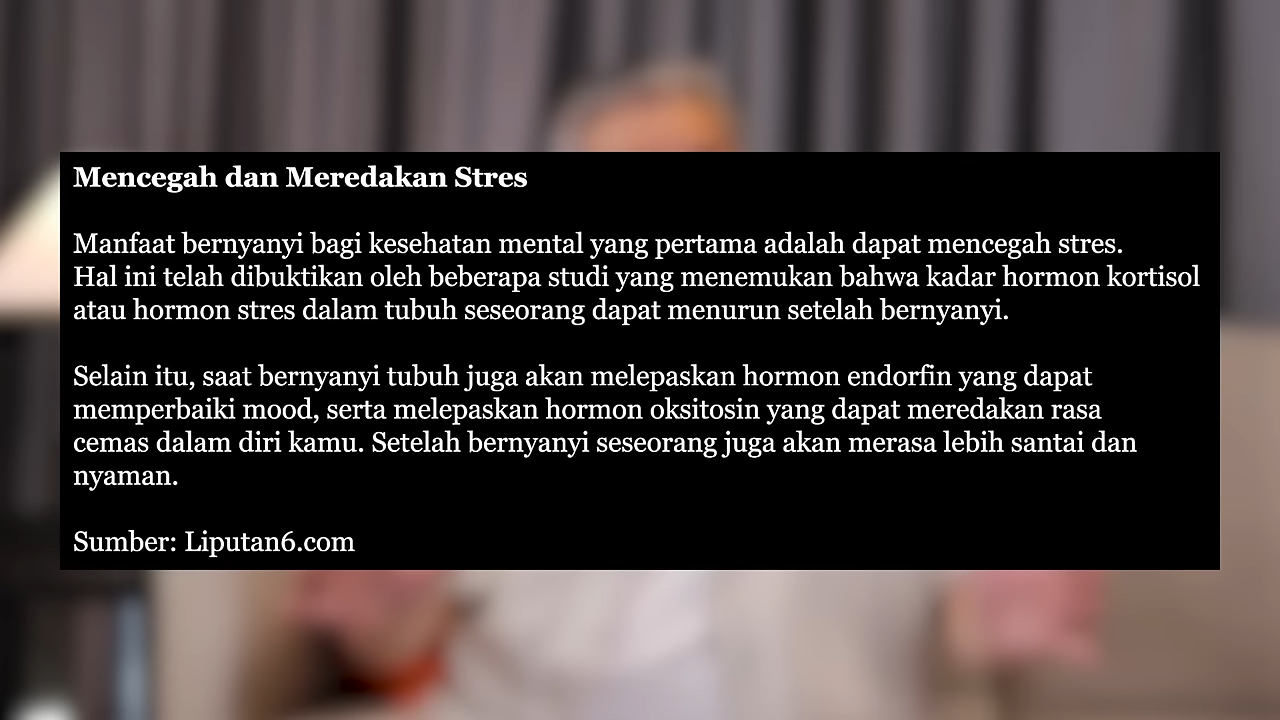 Mencegah dan Meredakan Stres
Manfaat bernyanyi bagi kesehatan mental yang pertama adalah dapat mencegah stres.
Hal ini telah dibuktikan oleh beberapa studi yang menemukan bahwa kadar hormon kortisol
atau hormon stres dalam tubuh seseorang dapat menurun setelah bernyanyi.
Selain itu, saat bernyanyi tubuh juga akan melepaskan hormon endorfin yang dapat
memperbaiki mood, serta melepaskan hormon oksitosin yang dapat meredakan rasa
cemas dalam diri kamu. Setelah bernyanyi seseorang juga akan merasa lebih santai dan
nyaman.
Sumber: Liputan6.com